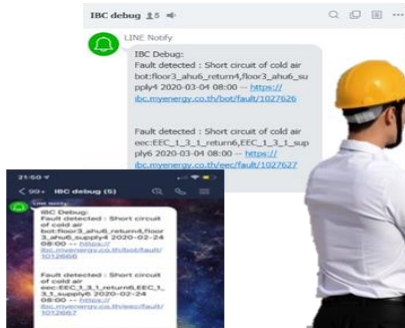 IBC debug 5
LINE Notify
IBC Debug:
Fault detected : Short circuit of cold air
bot:floor3_ahu6_return4,floor3_ahu6_su
pply4 2020-03-04 08:00 -- https://
ibc.myenergy.co.th/bot/fault/1027626
Fault detected : Short circuit of cold air
eec:EEC_1_3_1_return6,EEC_1_3_1_sup
ply6 2020-03-04 08:00 -- https://
ibc.myenergy.co.th/eec/fault/1027627
21:50
99+ IBC debug (5)
LINE Notify
IBC Debug:
Fault detected : Short circuit
of cold air
bot:floor3_ahu6_return4,floor
3_ahu6_supply4 2020-02-24
08:00 -- https://
ibc.myenergy.co.th/bot/fault/
1012666
Fault detected : Short circuit
of cold air
eec:EEC_1_3_1_return6,EEC_1_
3_1_supply6 2020-02-24
08:00 -- https://
ibc.myenergy.co.th/eec/fault/
1012667